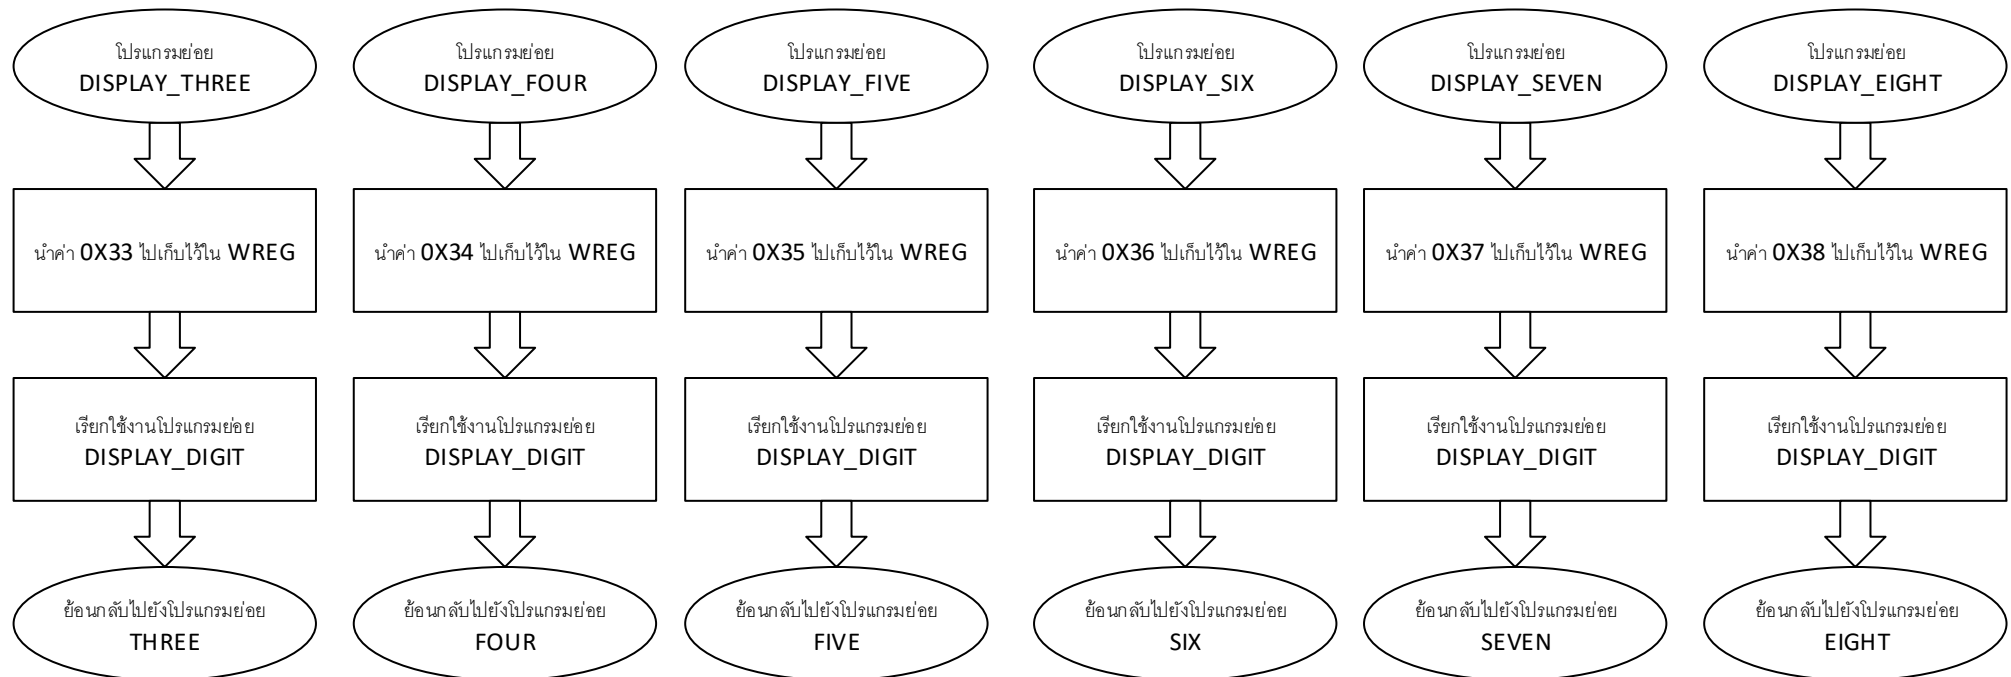 โปรแกรมย่อย
DISPLAY_THREE
นำค่า 0X33 ไปเก็บไว้ใน WREG
เรียกใช้งานโปรแกรมย่อย
DISPLAY_DIGIT
ย้อนกลับไปยังโปรแกรมย่อย
THREE
โปรแกรมย่อย
DISPLAY_FOUR
นำค่า 0X34 ไปเก็บไว้ใน WREG
เรียกใช้งานโปรแกรมย่อย
DISPLAY_DIGIT
ย้อนกลับไปยังโปรแกรมย่อย
FOUR
โปรแกรมย่อย
DISPLAY_FIVE
นำค่า 0X35 ไปเก็บไว้ใน WREG
เรียกใช้งานโปรแกรมย่อย
DISPLAY_DIGIT
ย้อนกลับไปยังโปรแกรมย่อย
FIVE
โปรแกรมย่อย
DISPLAY_SIX
นำค่า 0X36 ไปเก็บไว้ใน WREG
เรียกใช้งานโปรแกรมย่อย
DISPLAY_DIGIT
ย้อนกลับไปยังโปรแกรมย่อย
SIX
โปรแกรมย่อย
DISPLAY_SEVEN
นำค่า 0X37 ไปเก็บไว้ใน WREG
เรียกใช้งานโปรแกรมย่อย
DISPLAY_DIGIT
ย้อนกลับไปยังโปรแกรมย่อย
SEVEN
โปรแกรมย่อย
DISPLAY_EIGHT
นำค่า 0X38 ไปเก็บไว้ใน WREG
เรียกใช้งานโปรแกรมย่อย
DISPLAY_DIGIT
ย้อนกลับไปยังโปรแกรมย่อย
EIGHT